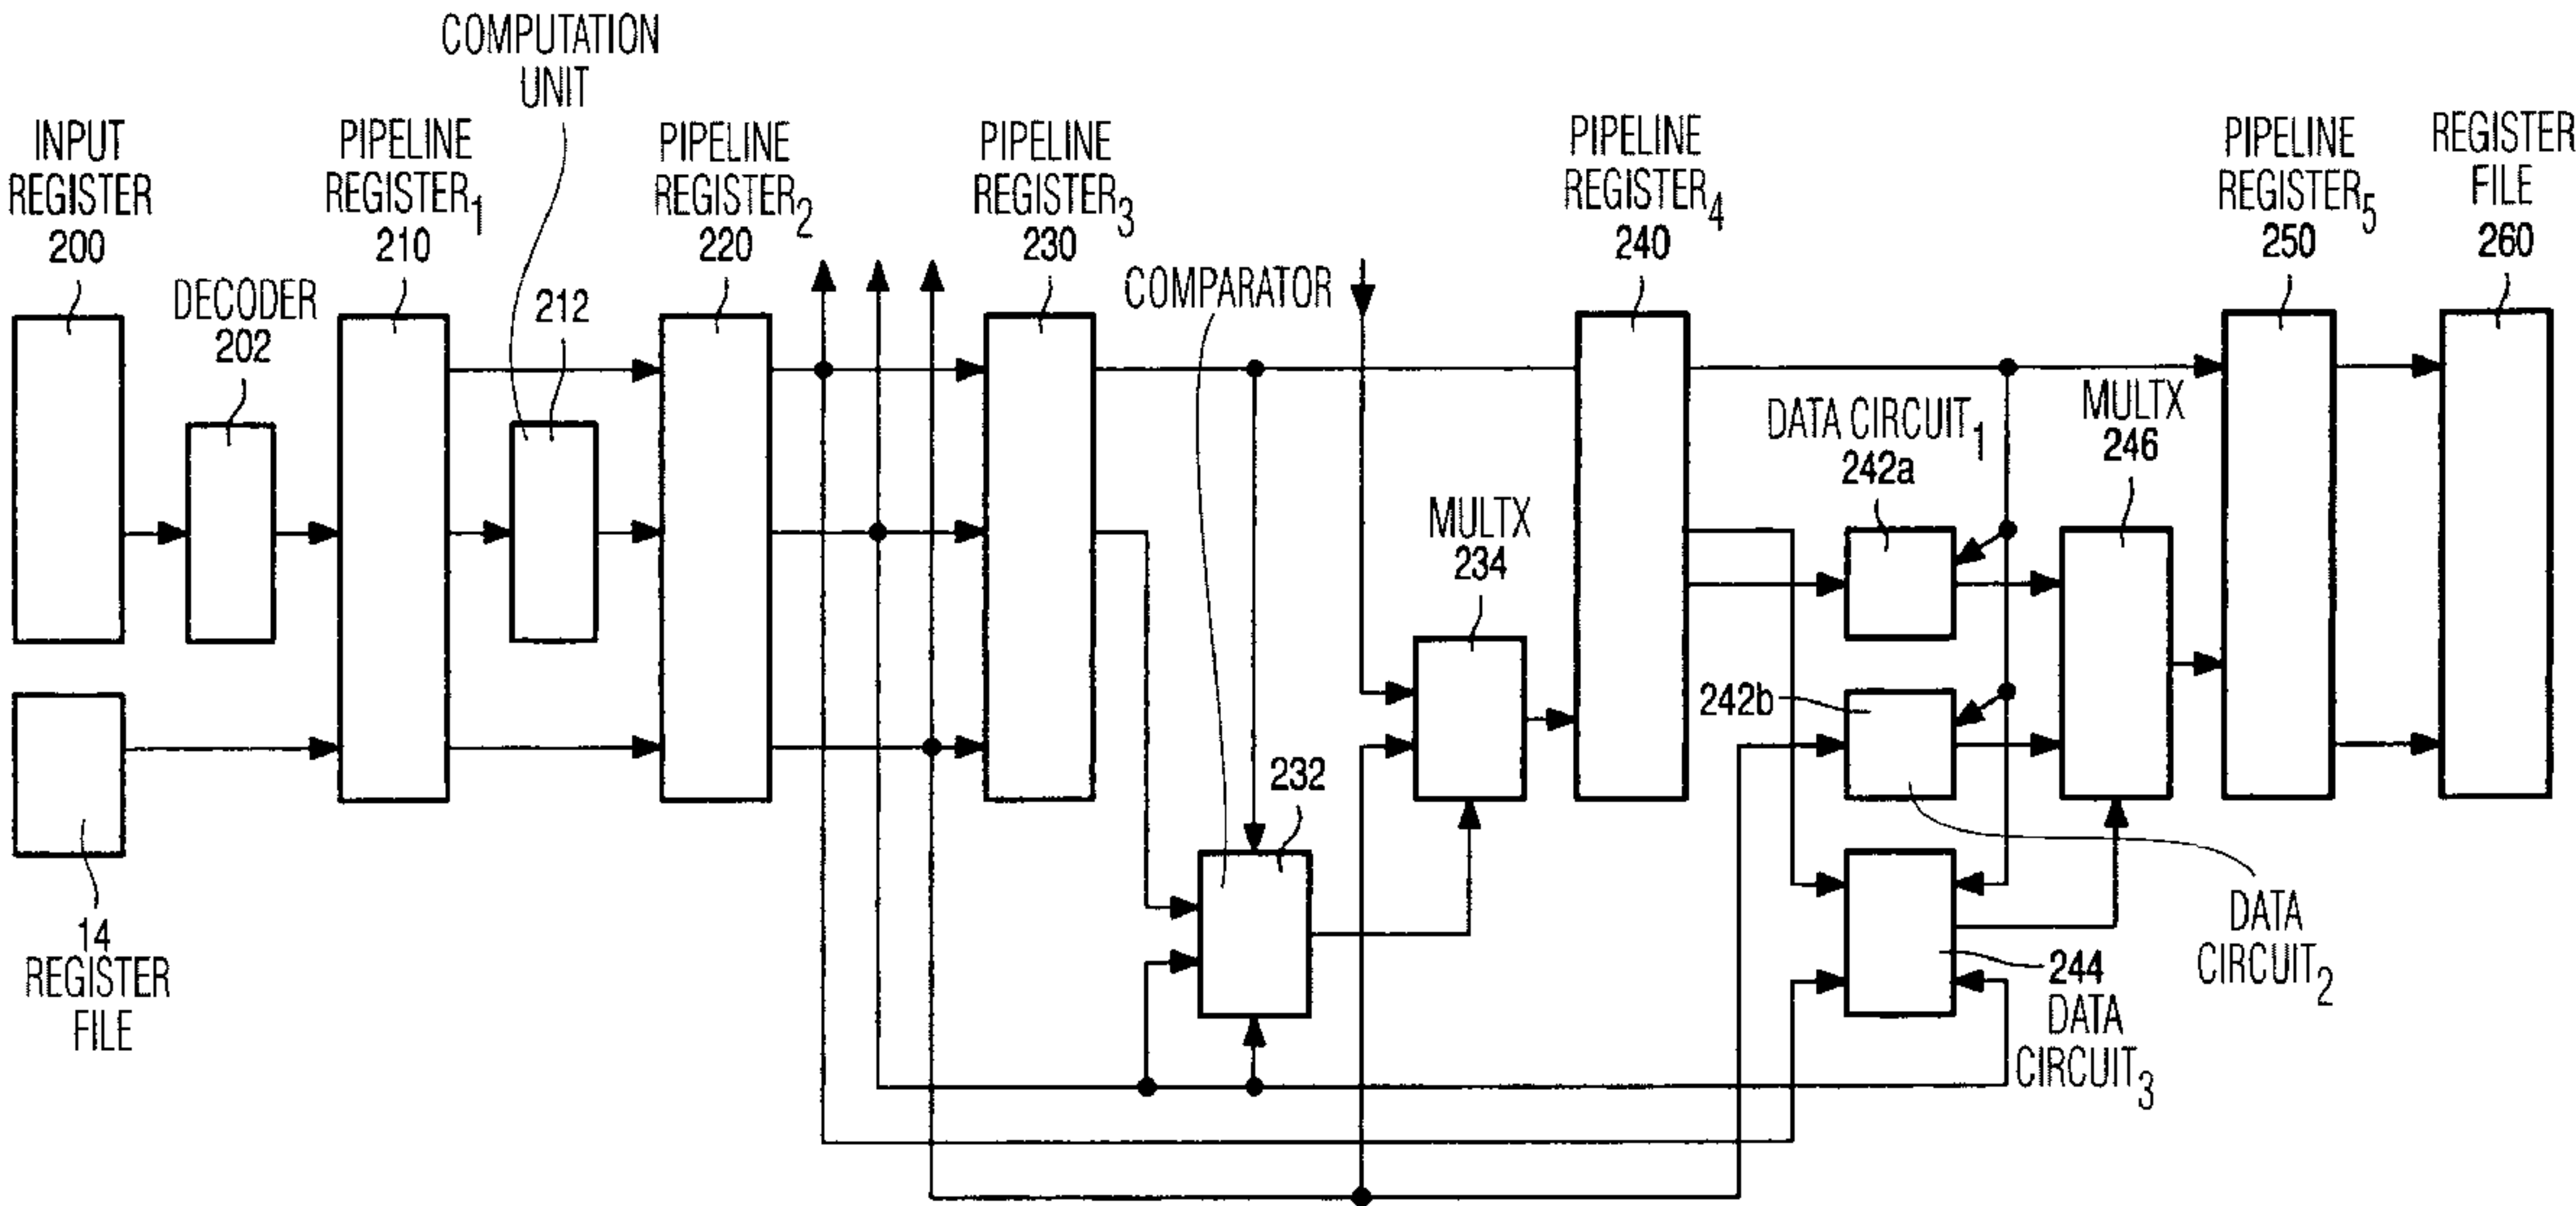 COMPUTATION
UNIT
INPUT
REGISTER
200
DECODER
202
PIPELINE
REGISTER1
210
212
PIPELINE
REGISTER2
220
PIPELINE
REGISTER3
230
COMPARATOR
PIPELINE
REGISTER4
240
PIPELINE
REGISTER5
250
REGISTER
FILE
260
DATA CIRCUIT1
242a
MULTX
246
MULTX
234
242b
232
14
REGISTER
FILE
DATA
CIRCUIT2
244
DATA
CIRCUIT3